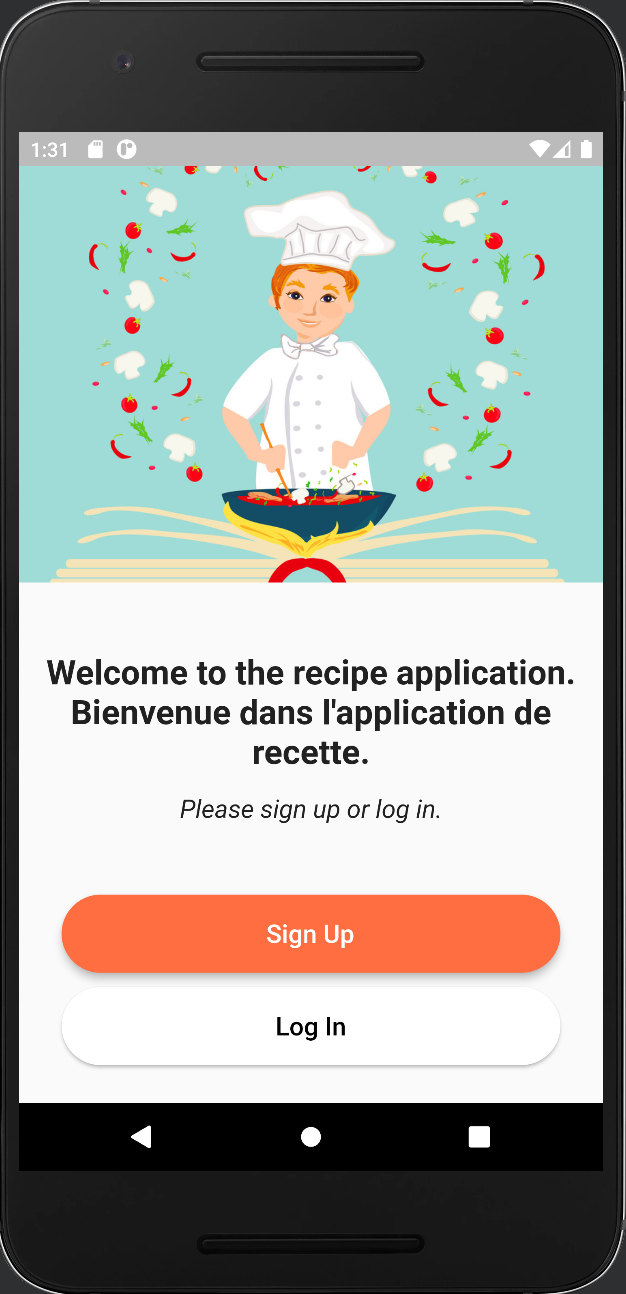 1:31
Welcome to the recipe application.
Bienvenue dans l'application de
recette.
Please sign up or log in.
Sign Up
Log In